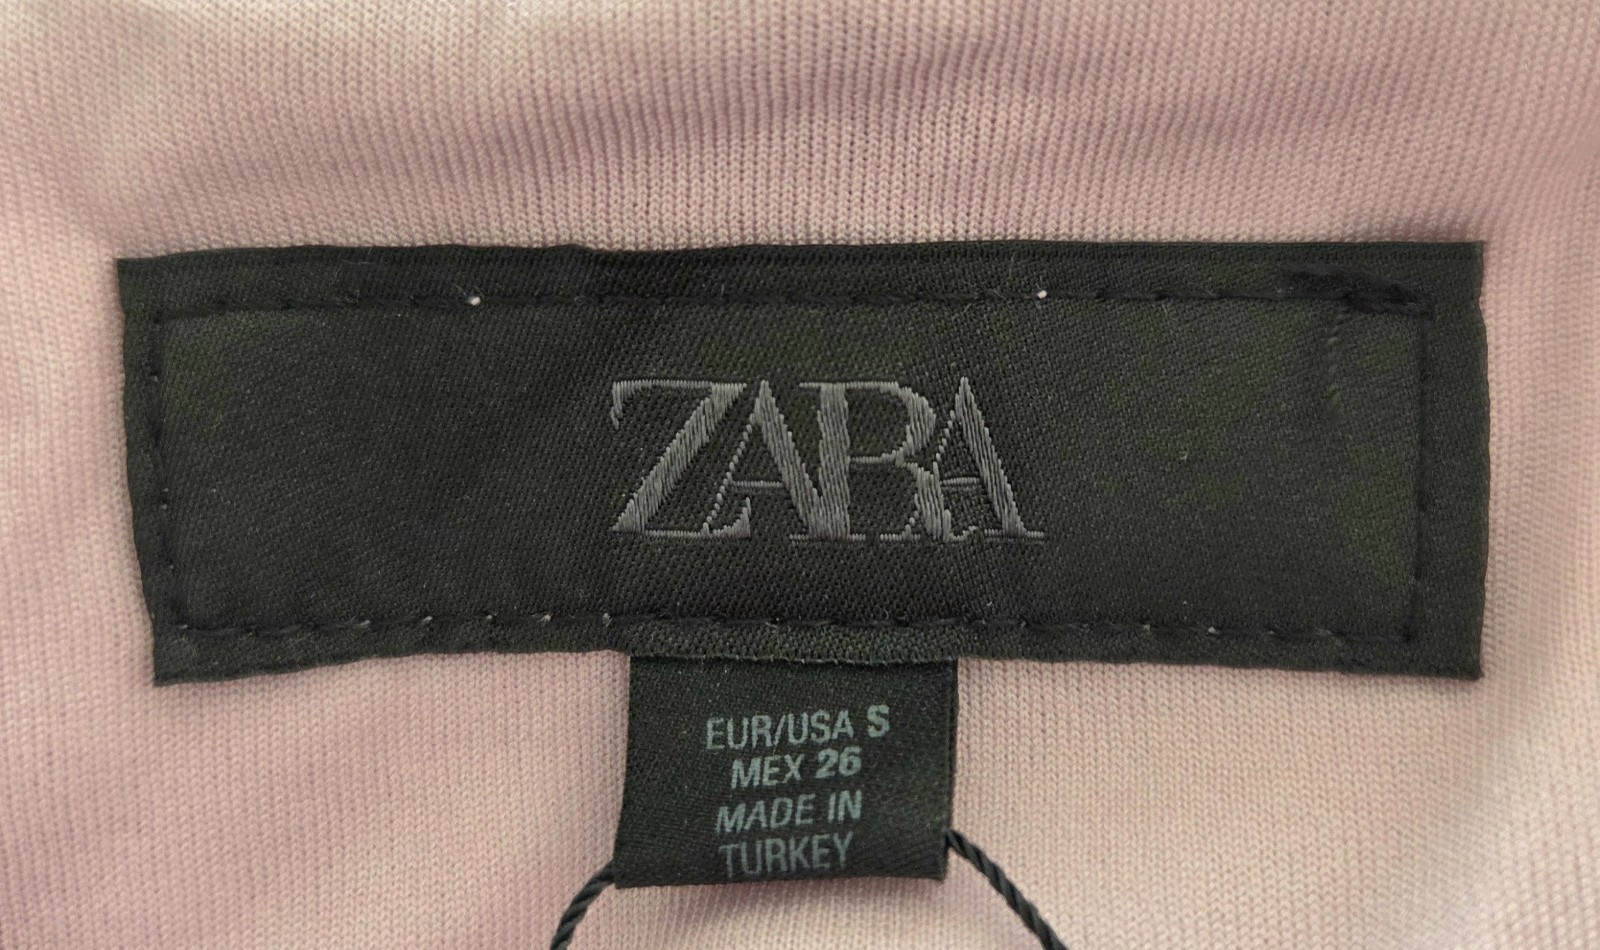 ZARA
EUR/USA S
MEX 26
MADE IN
TURKEY